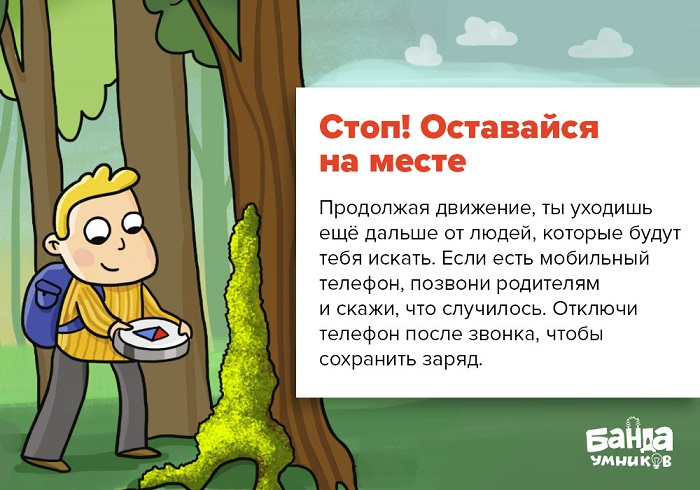 Стоп! Оставайся
на месте
Продолжая движение, ты уходишь
ещё дальше от людей, которые будут
тебя искать. Если есть мобильный
телефон, позвони родителям
и скажи, что случилось. Отключи
телефон после звонка, чтобы
сохранить заряд.
БАНДА
УМНИКОВ